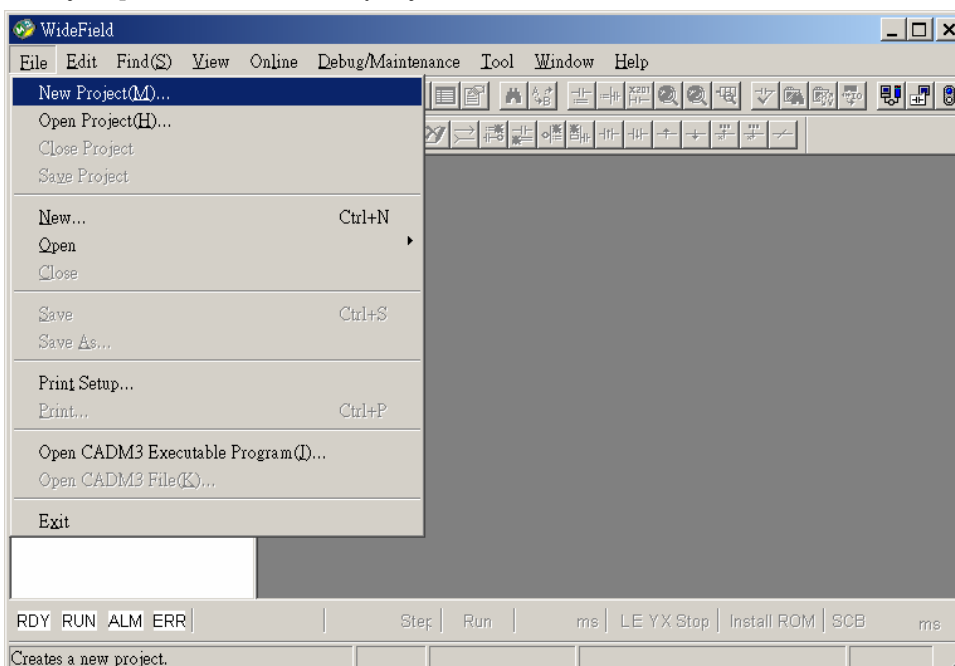 WideField
File Edit Find(S) View Online Debug/Maintenance Tool Window Help
New Project(M)...
Open Project(H)...
Close Project
Save Project
New... Ctrl+N
Open
Close
Save Ctrl+S
Save As...
Print Setup...
Print... Ctrl+P
Open CADM3 Executable Program(J)...
Open CADM3 File(K)...
Exit
RDY RUN ALM ERR Step Run ms LE YX Stop Install ROM SCB ms
Creates a new project.